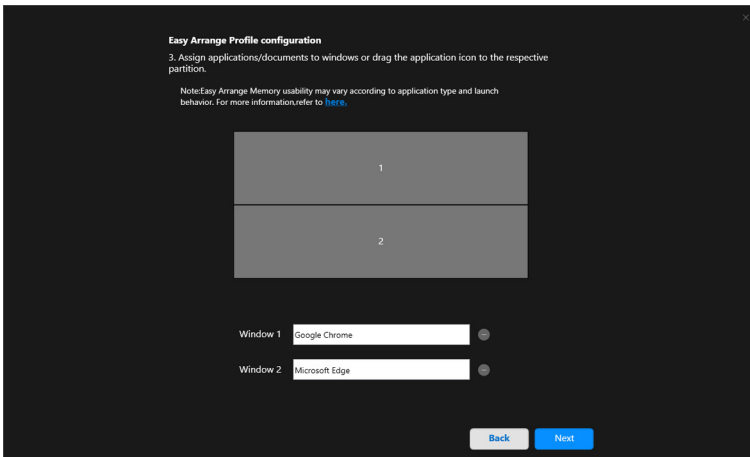 Easy Arrange Profile configuration
3. Assign applications/documents to windows or drag the application icon to the respective
partition.
Note:Easy Arrange Memory usability may vary according to application type and launch
behavior. For more information,refer to here.
1
2
Window 1 Google Chrome
Window 2 Microsoft Edge
Back Next